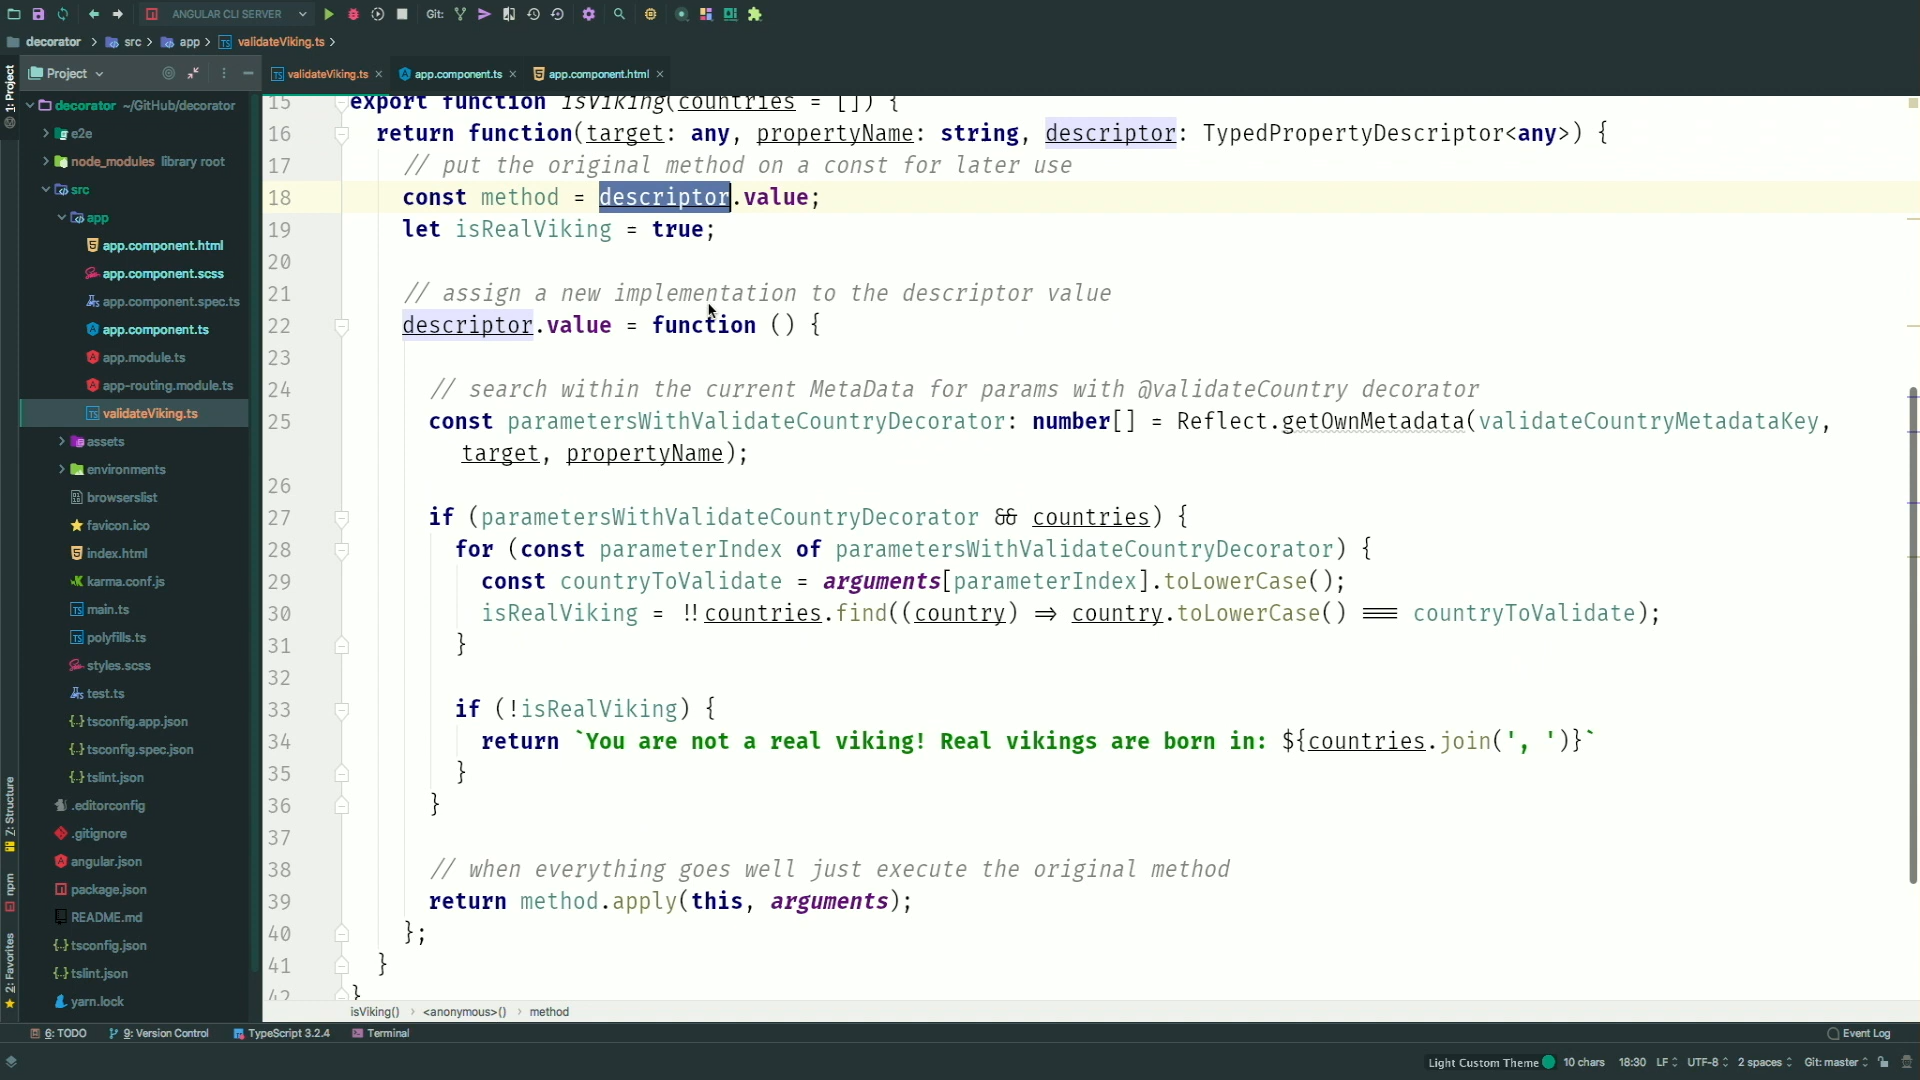 ANGULAR CLI SERVER Git:
decorator src app validateViking.ts
1: Project
Project
validateViking.ts app.component.ts app.component.html
decorator ~/GitHub/decorator
e2e
node_modules library root
src
app
app.component.html
app.component.scss
app.component.spec.ts
app.component.ts
app.module.ts
app-routing.module.ts
validateViking.ts
assets
environments
browserslist
favicon.ico
index.html
karma.conf.js
main.ts
polyfills.ts
styles.scss
test.ts
tsconfig.app.json
tsconfig.spec.json
tslint.json
.editorconfig
.gitignore
angular.json
package.json
README.md
tsconfig.json
tslint.json
yarn.lock
Z: Structure
npm
2: Favorites
15 export function isViking(countries = []) {
16 return function(target: any, propertyName: string, descriptor: TypedPropertyDescriptor<any>) {
17 // put the original method on a const for later use
18 const method = descriptor.value;
19 let isRealViking = true;
20
21 // assign a new implementation to the descriptor value
22 descriptor.value = function () {
23
24 // search within the current MetaData for params with @validateCountry decorator
25 const parametersWithValidateCountryDecorator: number[] = Reflect.getOwnMetadata(validateCountryMetadataKey,
target, propertyName);
26
27 if (parametersWithValidateCountryDecorator && countries) {
28 for (const parameterIndex of parametersWithValidateCountryDecorator) {
29 const countryToValidate = arguments[parameterIndex].toLowerCase();
30 isRealViking = !!countries.find((country) => country.toLowerCase() === countryToValidate);
31 }
32
33 if (!isRealViking) {
34 return `You are not a real viking! Real vikings are born in: ${countries.join(', ')}`
35 }
36 }
37
38 // when everything goes well just execute the original method
39 return method.apply(this, arguments);
40 };
41 }
42 }
isViking() <anonymous>() method
6: TODO 9: Version Control TypeScript 3.2.4 Terminal Event Log
Light Custom Theme 10 chars 18:30 LF UTF-8 2 spaces Git: master